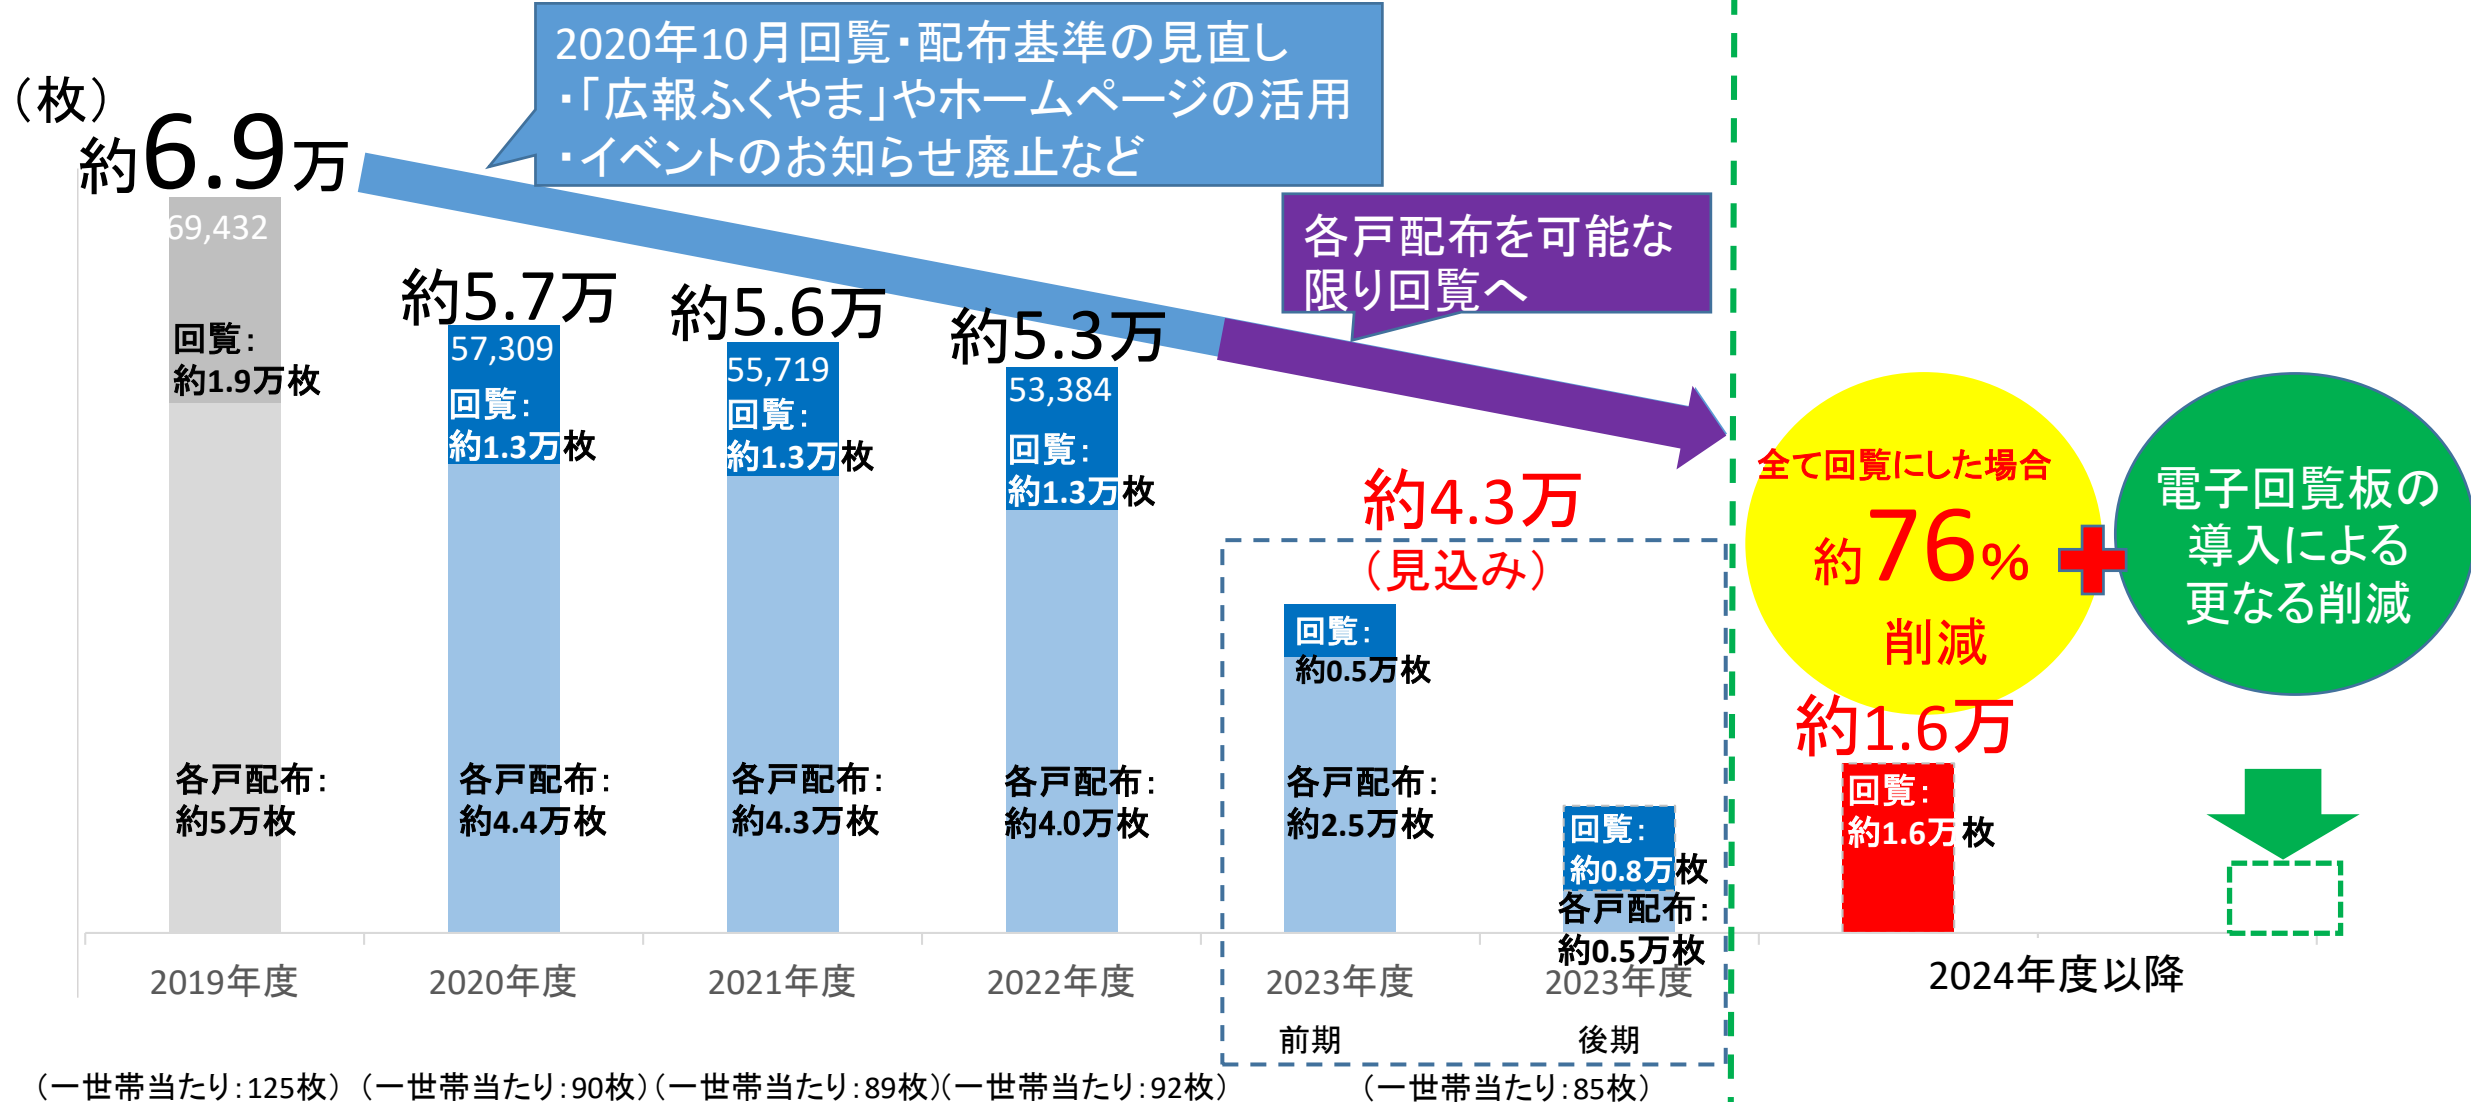 2020年10月回覧・配布基準の見直し
・「広報ふくやま」やホームページの活用
・イベントのお知らせ廃止など
（枚）
約6.9万
各戸配布を可能な
限り回覧へ
69,432
回覧：
約1.9万枚
各戸配布：
約5万枚
約5.7万
57,309
回覧：
約1.3万枚
各戸配布：
約4.4万枚
約5.6万
55,719
回覧：
約1.3万枚
各戸配布：
約4.3万枚
約5.3万
53,384
回覧：
約1.3万枚
各戸配布：
約4.0万枚
約4.3万
（見込み）
回覧：
約0.5万枚
各戸配布：
約2.5万枚
回覧：
約0.8万枚
各戸配布：
約0.5万枚
全て回覧にした場合
約76%
削減
電子回覧板の
導入による
更なる削減
約1.6万
回覧：
約1.6万枚
2019年度
2020年度
2021年度
2022年度
2023年度
前期
2023年度
後期
2024年度以降
（一世帯当たり：125枚）
（一世帯当たり：90枚）
（一世帯当たり：89枚）
（一世帯当たり：92枚）
（一世帯当たり：85枚）